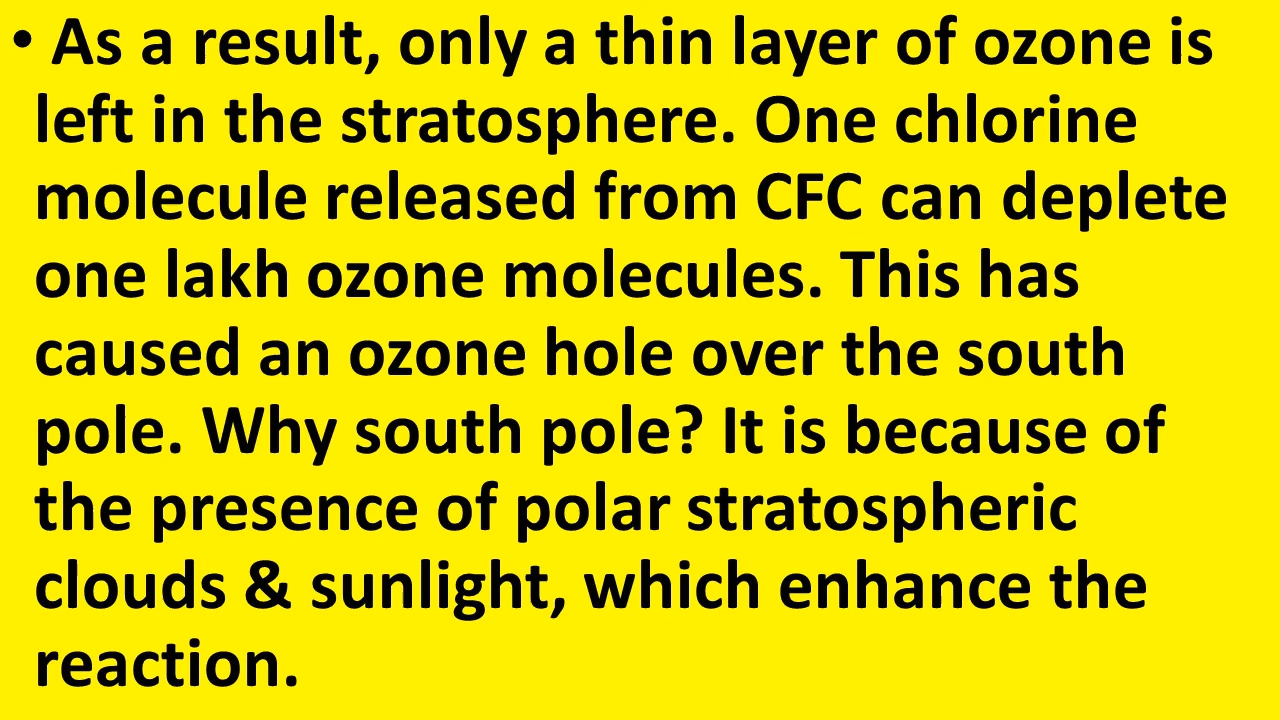 • As a result, only a thin layer of ozone is
left in the stratosphere. One chlorine
molecule released from CFC can deplete
one lakh ozone molecules. This has
caused an ozone hole over the south
pole. Why south pole? It is because of
the presence of polar stratospheric
clouds & sunlight, which enhance the
reaction.